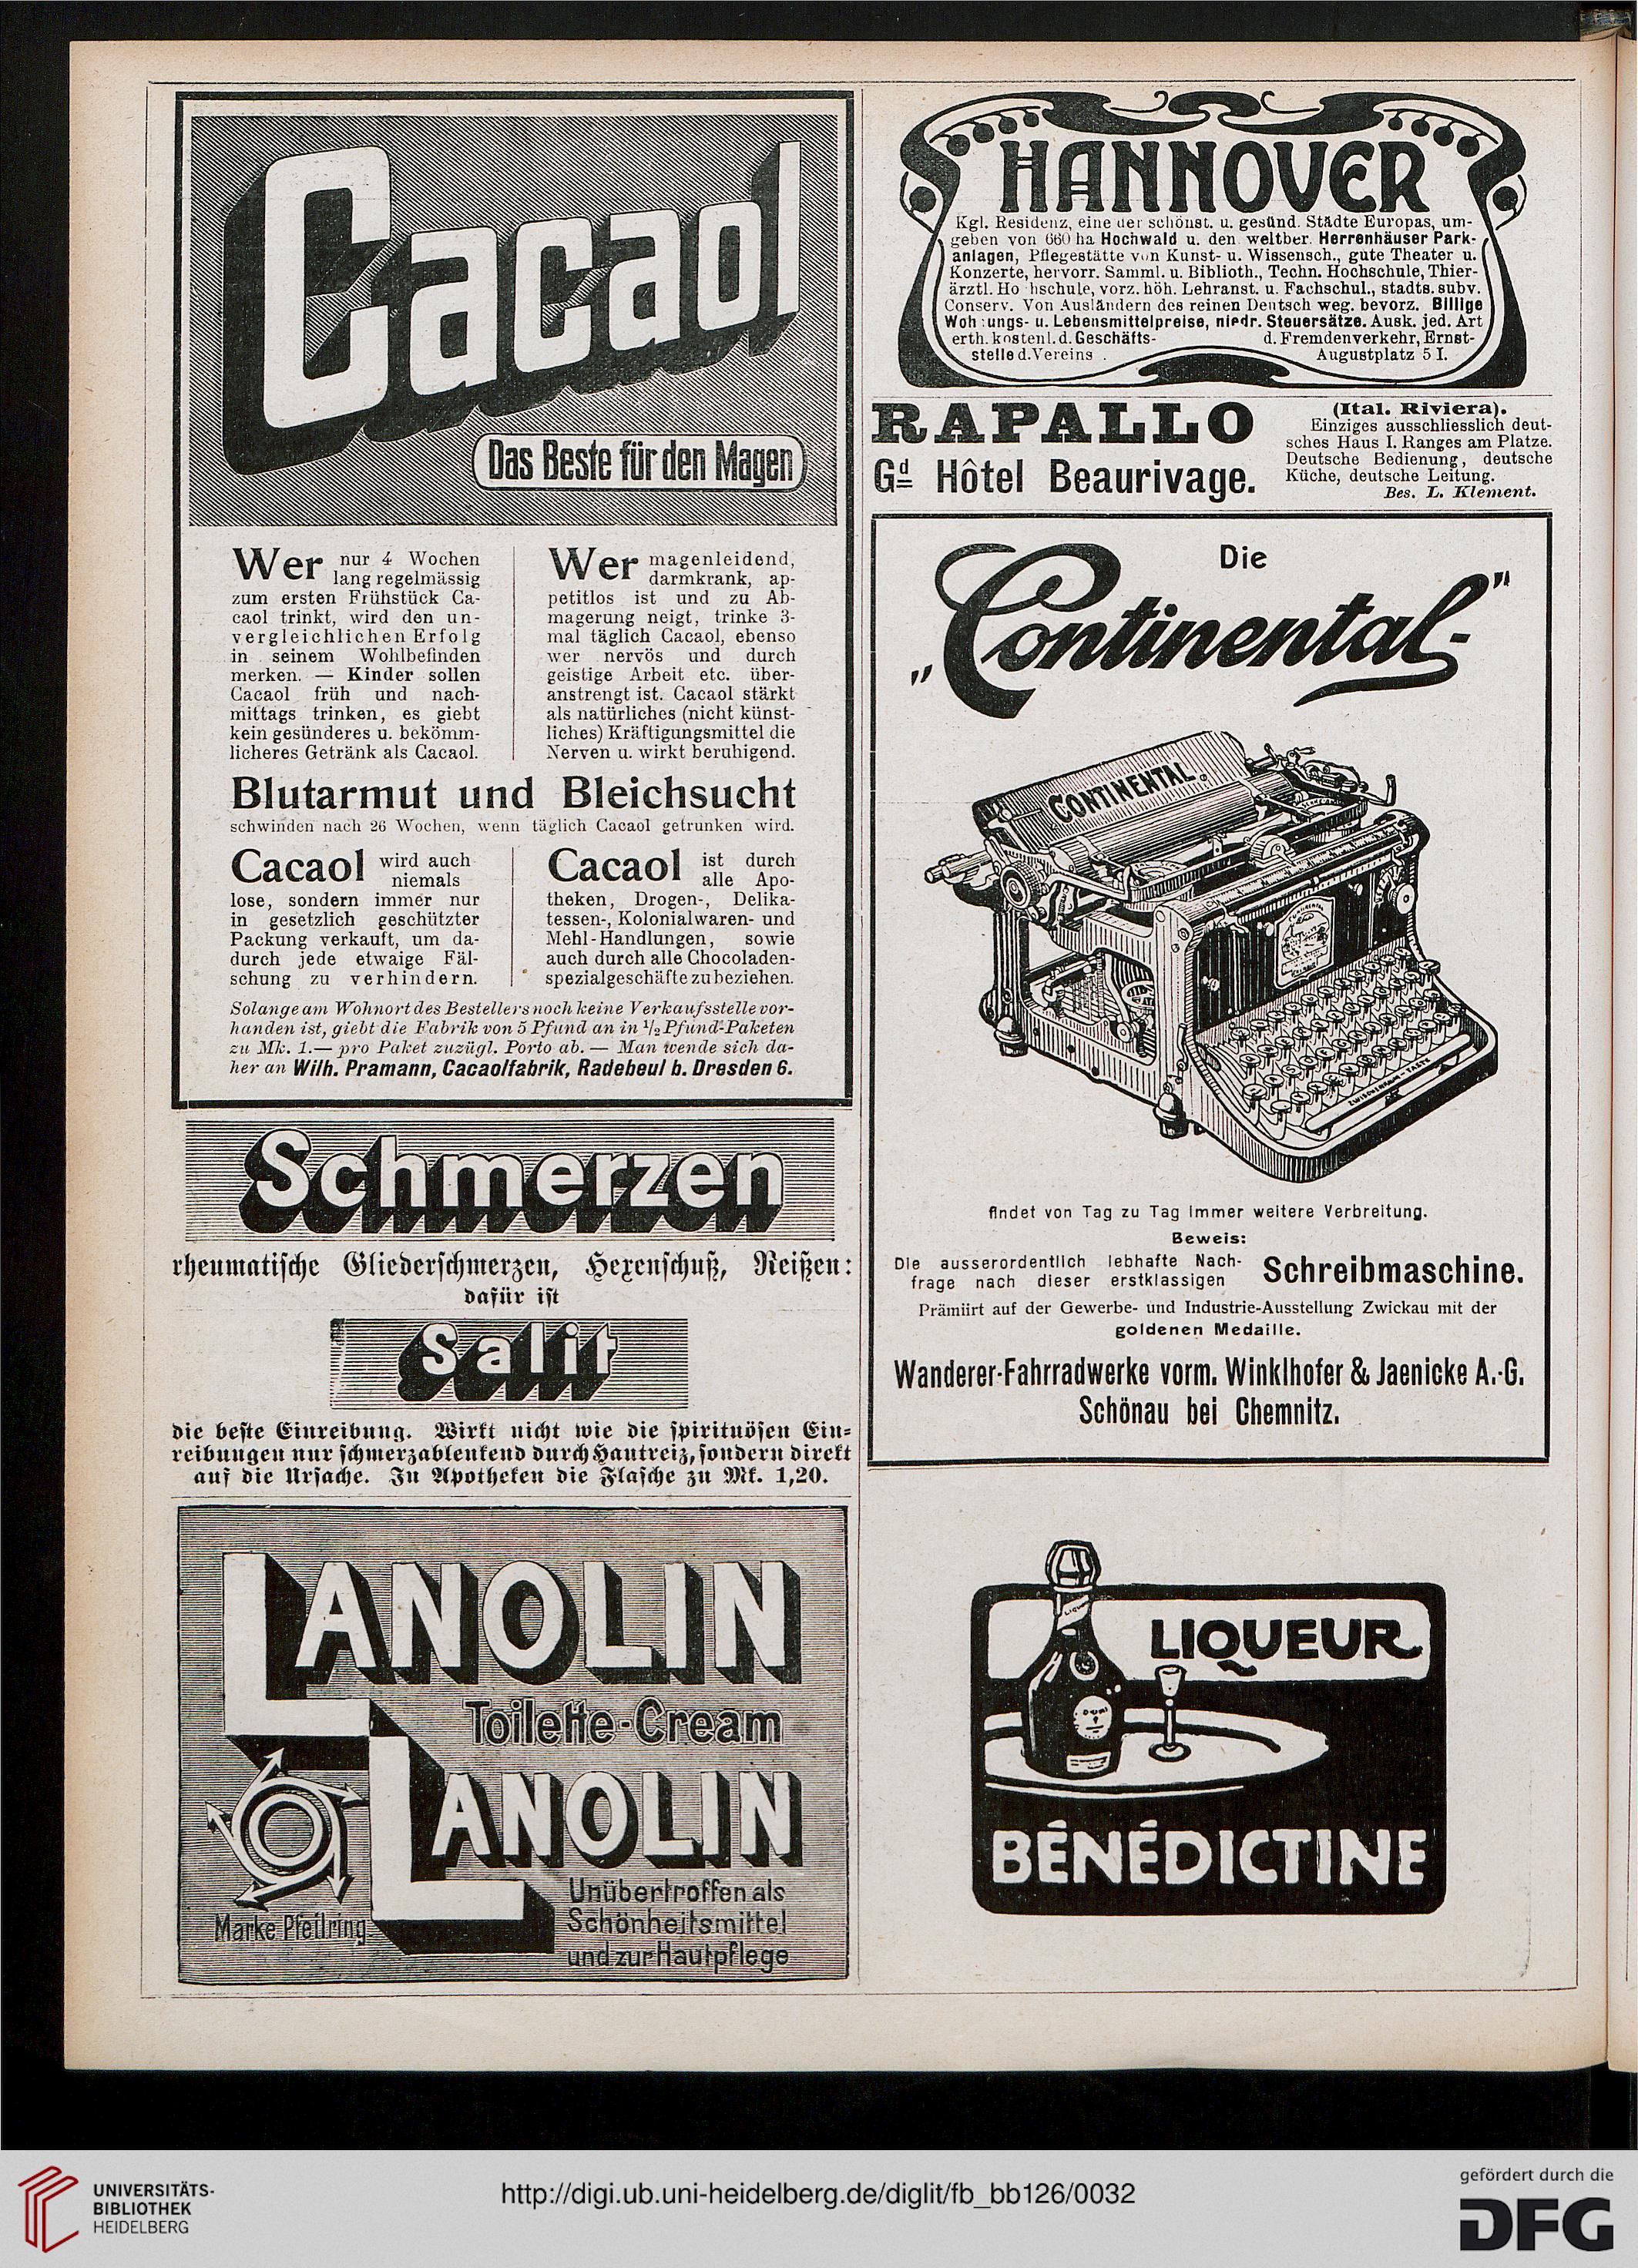 Cacaol
Das Beste für den Magen
Wer nur 4 Wochen
lang regelmässig
zum ersten Frühstück Ca-
caol trinkt, wird den un-
vergleichlichen Erfolg
in seinem Wohlbefinden
merken. — Kinder sollen
Cacaol früh und nach-
mittags trinken, es giebt
kein gesünderes u. bekömm-
licheres Getränk als Cacaol.
Wer magenleidend,
darmkrank, ap-
petitlos ist und zu Ab-
magerung neigt, trinke 3-
mal täglich Cacaol, ebenso
wer nervös und durch
geistige Arbeit etc. über-
anstrengt ist. Cacaol stärkt
als natürliches (nicht künst-
liches) Kräftigungsmittel die
Nerven u. wirkt beruhigend.
Blutarmut und Bleichsucht
schwinden nach 26 Wochen, wenn täglich Cacaol getrunken wird.
Cacaol wird auch
niemals
lose, sondern immer nur
in gesetzlich geschützter
Packung verkauft, um da-
durch jede etwaige Fäl-
schung zu verhindern.
Cacaol ist durch
alle Apo-
theken, Drogen-, Delika-
tessen-, Kolonialwaren- und
Mehl-Handlungen, sowie
auch durch alle Chocoladen-
spezialgeschäfte zu beziehen.
Solange am Wohnort des Bestellers noch keine Verkaufsstelle vor-
handen ist, giebt die Fabrik von 5 Pfund an in 1/2 Pfund-Paketen
zu Mk. 1.— pro Paket zuzügl. Porto ab. — Man wende sich da-
her an Wilh. Pramann, Cacaolfabrik, Radebeul b. Dresden 6.
Schmerzen
rheumatische Gliederschmerzen, Hexenschuß, Reißen:
dafür ist
Salit
die beste Einreibung. Wirkt nicht wie die spirituösen Ein-
reibungen nur schmerzablenkend durch Hautreiz, sondern direkt
auf die Ursache. In Apotheken die Flasche zu Mk. 1,20.
LANOLIN
Toilette-Cream
LANOLIN
Marke Pfeilring
Unübertroffen als
Schönheitsmittel
und zur Hautpflege
HANNOVER
Kgl. Residenz, eine der schönst. u. gesünd. Städte Europas, um-
geben von 660 ha Hochwald u. den weltber. Herrenhäuser Park-
anlagen, Pflegestätte von Kunst- u. Wissensch., gute Theater u.
Konzerte, hervorr. Samml. u. Biblioth., Techn. Hochschule, Thier-
ärztl. Ho hschule, vorz. höh. Lehranst. u. Fachschul., stadts. subv.
Conserv. Von Ausländern des reinen Deutsch weg. bevorz. Billige
Woh:ungs- u. Lebensmittelpreise, niedr. Steuersätze. Ausk. jed. Art
erth. kostenl. d. Geschäfts- d. Fremdenverkehr, Ernst-
stelle d. Vereins . Augustplatz 5 I.
RAPALLO
Gd Hôtel Beaurivage.
(Ital. Riviera).
Einziges ausschliesslich deut-
sches Haus I. Ranges am Platze.
Deutsche Bedienung, deutsche
Küche, deutsche Leitung.
Bes. L. Klement.
Die
„Continental-"
CONTINENTAL.
ZWISCHENRAUM-TASTE
findet von Tag zu Tag immer weitere Verbreitung.
Beweis:
Die ausserordentlich lebhafte Nach-
frage nach dieser erstklassigen Schreibmaschine.
Prämiirt auf der Gewerbe- und Industrie-Ausstellung Zwickau mit der
goldenen Medaille.
Wanderer-Fahrradwerke vorm. Winklhofer & Jaenicke A.-G.
Schönau bei Chemnitz.
LIQUEUR
BÉNÉDICTINE
UNIVERSITÄTS-
BIBLIOTHEK
HEIDELBERG
http://digi.ub.uni-heidelberg.de/diglit/fb_bb126/0032
gefördert durch die
DFG